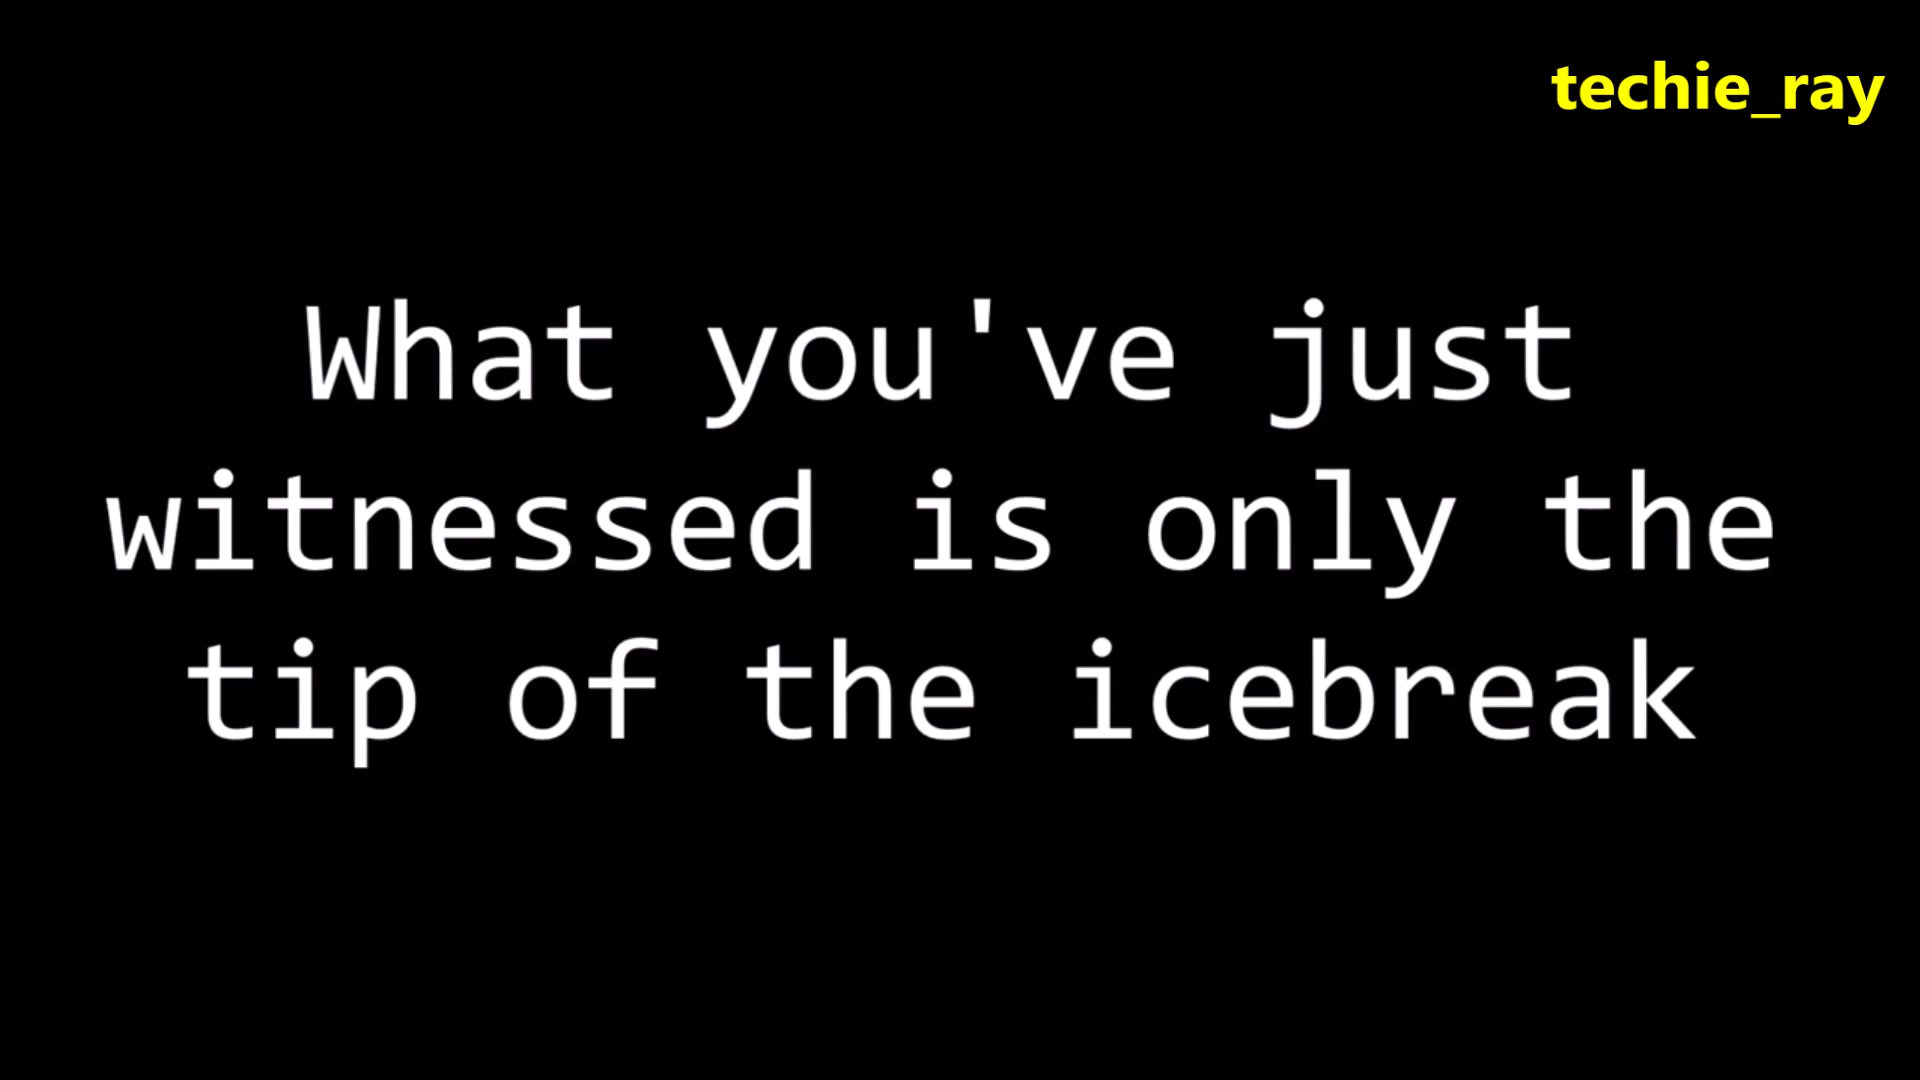 techie_ray
What you've just
witnessed is only the
tip of the icebreak